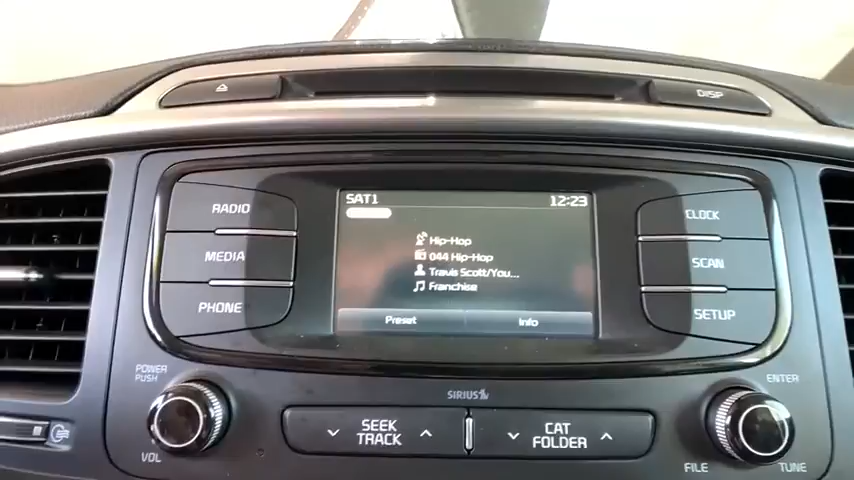 DISP
RADIO
MEDIA
PHONE
SAT1 12:23
Hip-Hop
044 Hip-Hop
Travis Scott/You...
Franchise
Preset Info
CLOCK
SCAN
SETUP
POWER
PUSH
VOL
SIRIUS
SEEK
TRACK
CAT
FOLDER
ENTER
FILE TUNE